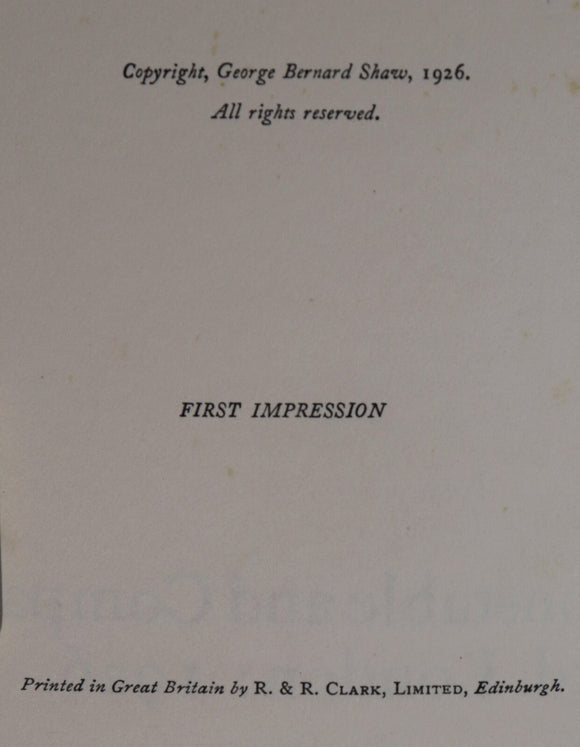 Copyright, George Bernard Shaw, 1926.
All rights reserved.
FIRST IMPRESSION
Printed in Great Britain by R. & R. CLARK, LIMITED, Edinburgh.